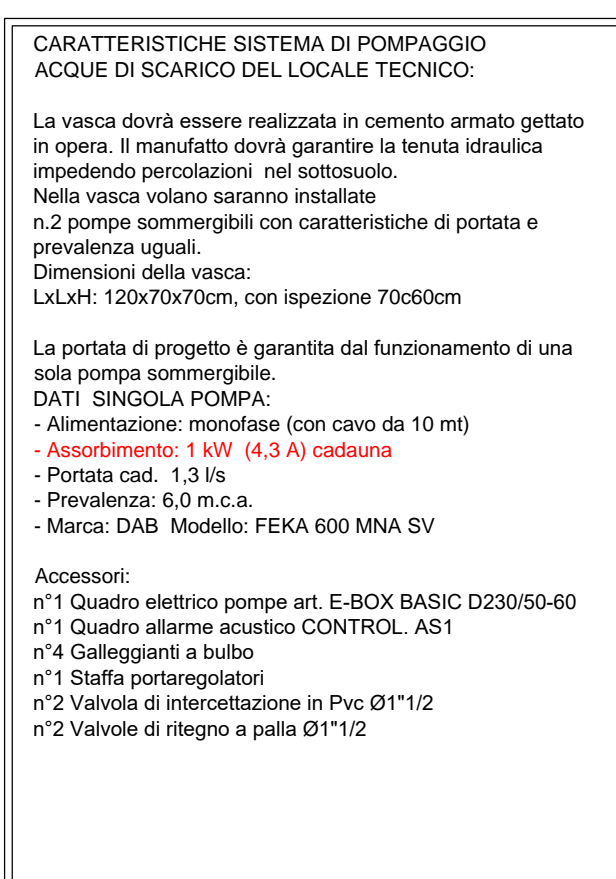 CARATTERISTICHE SISTEMA DI POMPAGGIO
ACQUE DI SCARICO DEL LOCALE TECNICO:
La vasca dovrà essere realizzata in cemento armato gettato
in opera. Il manufatto dovrà garantire la tenuta idraulica
impedendo percolazioni nel sottosuolo.
Nella vasca volano saranno installate
n.2 pompe sommergibili con caratteristiche di portata e
prevalenza uguali.
Dimensioni della vasca:
LxLxH: 120x70x70cm, con ispezione 70c60cm
La portata di progetto è garantita dal funzionamento di una
sola pompa sommergibile.
DATI SINGOLA POMPA:
- Alimentazione: monofase (con cavo da 10 mt)
- Assorbimento: 1 kW (4,3 A) cadauna
- Portata cad. 1,3 l/s
- Prevalenza: 6,0 m.c.a.
- Marca: DAB Modello: FEKA 600 MNA SV
Accessori:
n°1 Quadro elettrico pompe art. E-BOX BASIC D230/50-60
n°1 Quadro allarme acustico CONTROL. AS1
n°4 Galleggianti a bulbo
n°1 Staffa portaregolatori
n°2 Valvola di intercettazione in Pvc Ø1"1/2
n°2 Valvole di ritegno a palla Ø1"1/2